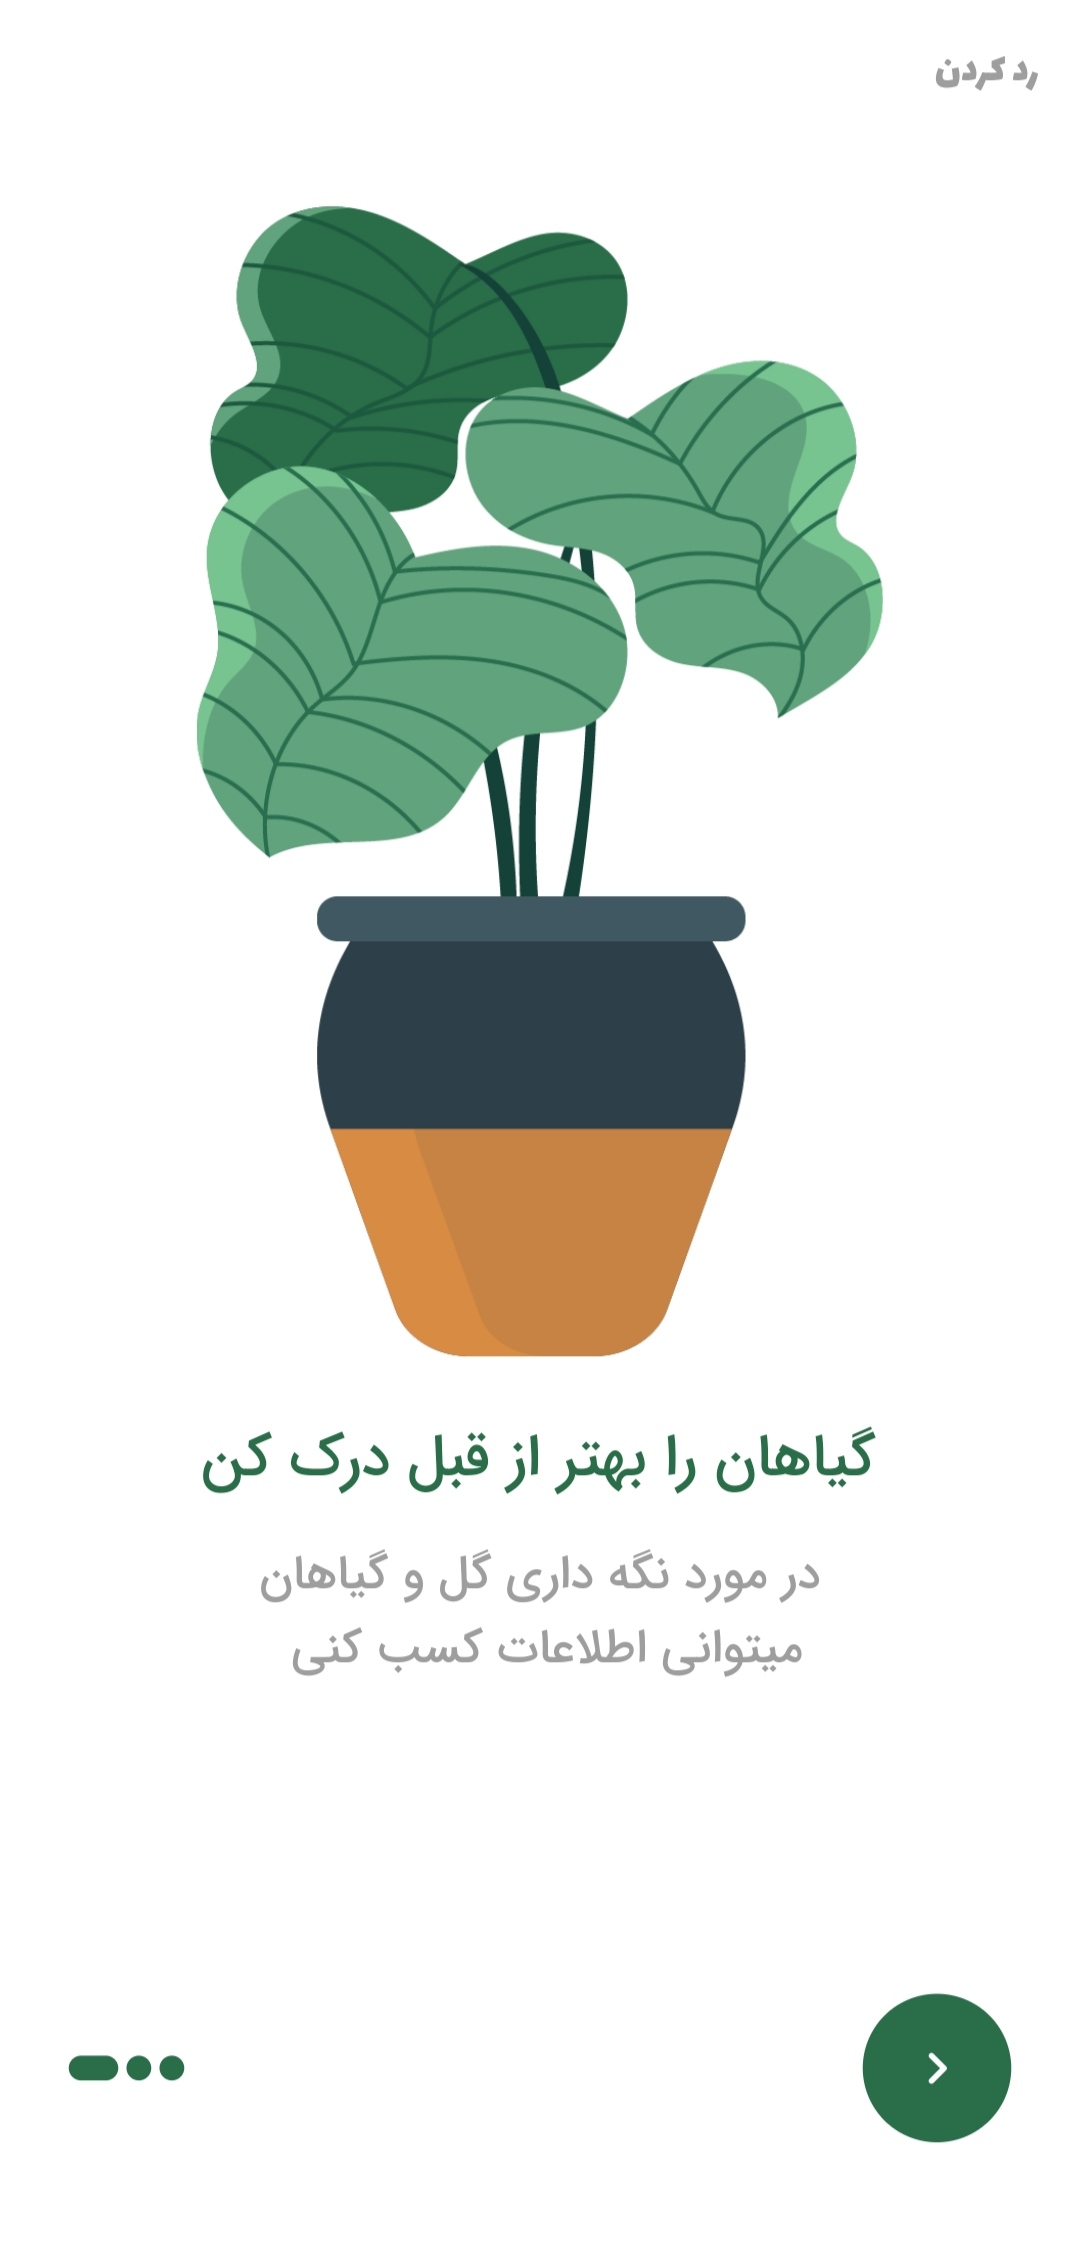 رد کردن
گیاهان را بهتر از قبل درک کن
در مورد نگه داری گل و گیاهان
میتوانی اطلاعات کسب کنی